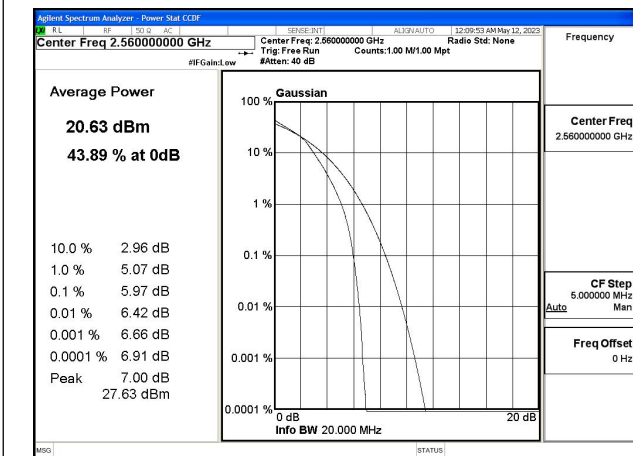 Agilent Spectrum Analyzer - Power Stat CCDF
RL RF 50 Ω AC SENSE:INT ALIGNAUTO 12:09:53 AM May 12, 2023
Center Freq 2.560000000 GHz
Center Freq: 2.560000000 GHz Radio Std: None
Trig: Free Run Counts:1.00 M/1.00 Mpt
#IFGain:Low #Atten: 40 dB
Frequency
Average Power
20.63 dBm
43.89 % at 0dB
10.0 % 2.96 dB
1.0 % 5.07 dB
0.1 % 5.97 dB
0.01 % 6.42 dB
0.001 % 6.66 dB
0.0001 % 6.91 dB
Peak 7.00 dB
27.63 dBm
Gaussian
100 %
10 %
1 %
0.1 %
0.01 %
0.001 %
0.0001 %
0 dB 20 dB
Info BW 20.000 MHz
Center Freq
2.560000000 GHz
CF Step
5.000000 MHz
Auto Man
Freq Offset
0 Hz
MSG STATUS